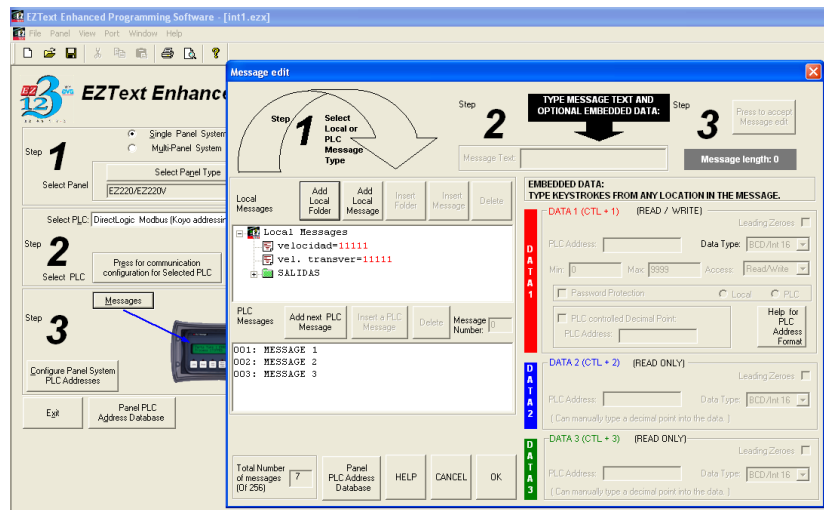 EZText Enhanced Programming Software - [int1.ezx]
File Panel View Port Window Help
EZ
123
EZText Enhance
Step 1
Single Panel System
Multi-Panel System
Select Panel Type
Select Panel
EZ220/EZ220V
Select PLC: DirectLogic Modbus (Koyo addressin
Step 2
Select PLC
Press for communication
configuration for Selected PLC
Messages
Step 3
Configure Panel System
PLC Addresses
Exit
Panel PLC
Address Database
Message edit
Step 1
Select
Local or
PLC
Message
Type
Step 2
TYPE MESSAGE TEXT AND
OPTIONAL EMBEDDED DATA:
Step 3
Press to accept
Message edit.
Message Text:
Message length: 0
Local
Messages
Add
Local
Folder
Add
Local
Message
Insert
Folder
Insert
Message
Delete
Local Messages
velocidad=11111
vel. transver=11111
SALIDAS
PLC
Messages
Add next PLC
Message
Insert a PLC
Message
Delete
Message
Number: 0
001: MESSAGE 1
002: MESSAGE 2
003: MESSAGE 3
Total Number
of messages
(Of 256)
7
Panel
PLC Address
Database
HELP
CANCEL
OK
EMBEDDED DATA:
TYPE KEYSTROKES FROM ANY LOCATION IN THE MESSAGE.
DATA 1
DATA 1 (CTL + 1) (READ / WRITE)
Leading Zeroes
PLC Address:
Data Type: BCD/Int 16
Min: 0
Max: 9999
Access: Read/Write
Password Protection
Local
PLC
PLC controlled Decimal Point:
PLC Address:
Help for
PLC
Address
Format
DATA 2
DATA 2 (CTL + 2) (READ ONLY)
Leading Zeroes
PLC Address:
Data Type: BCD/Int 16
( Can manually type a decimal point into the data. )
DATA 3
DATA 3 (CTL + 3) (READ ONLY)
Leading Zeroes
PLC Address:
Data Type: BCD/Int 16
( Can manually type a decimal point into the data. )